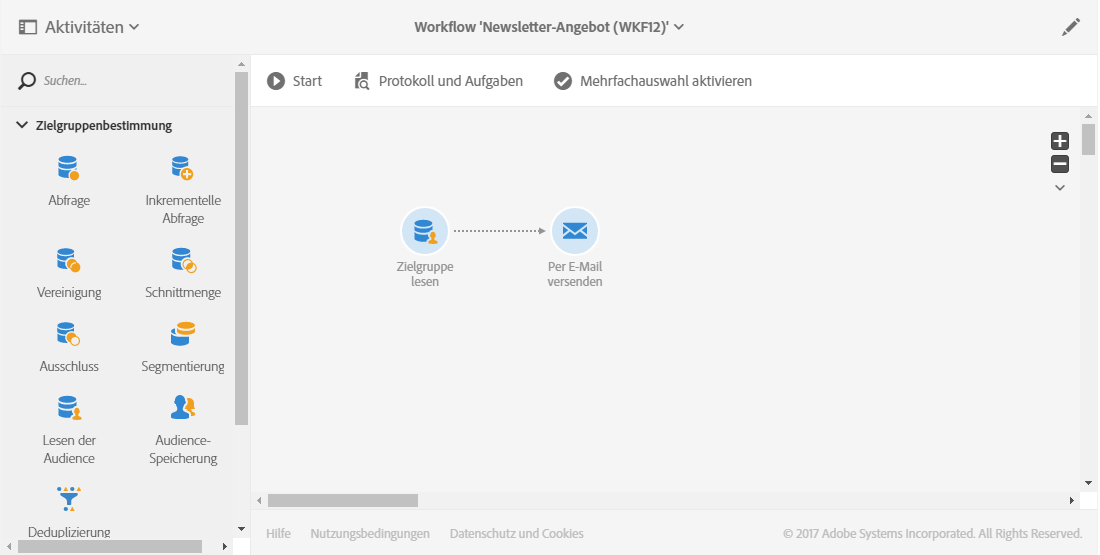 Aktivitäten
Workflow 'Newsletter-Angebot (WKF12)'
Suchen...
Start
Protokoll und Aufgaben
Mehrfachauswahl aktivieren
Zielgruppenbestimmung
Abfrage
Inkrementelle
Abfrage
Vereinigung
Schnittmenge
Ausschluss
Segmentierung
Lesen der
Audience
Audience-
Speicherung
Deduplizierung
Zielgruppe
lesen
Per E-Mail
versenden
Hilfe
Nutzungsbedingungen
Datenschutz und Cookies
© 2017 Adobe Systems Incorporated. All Rights Reserved.